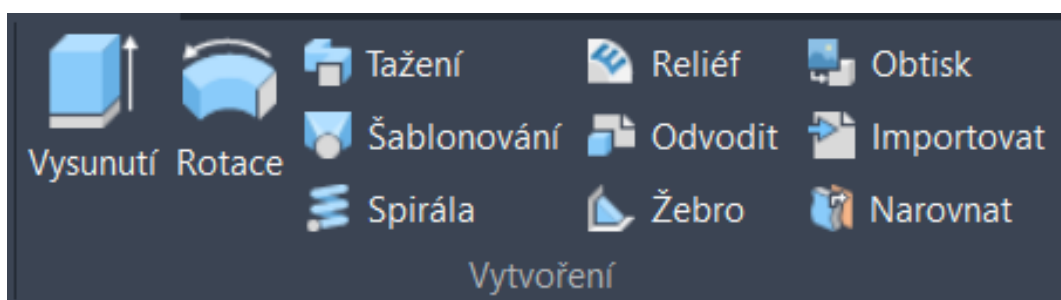 Vysunutí
Rotace
Tažení
Šablonování
Spirála
Reliéf
Odvodit
Žebro
Obtisk
Importovat
Narovnat
Vytvoření